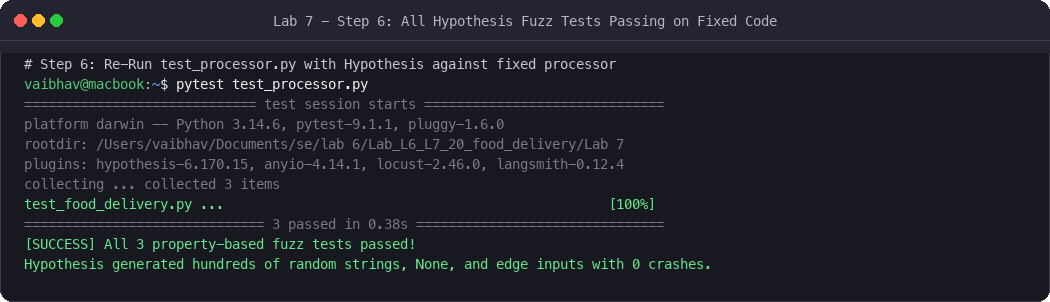 Lab 7 — Step 6: All Hypothesis Fuzz Tests Passing on Fixed Code
# Step 6: Re-Run test_processor.py with Hypothesis against fixed processor
vaibhav@macbook:~$ pytest test_processor.py
============================= test session starts ==============================
platform darwin -- Python 3.14.6, pytest-9.1.1, pluggy-1.6.0
rootdir: /Users/vaibhav/Documents/se/lab 6/Lab_L6_L7_20_food_delivery/Lab 7
plugins: hypothesis-6.170.15, anyio-4.14.1, locust-2.46.0, langsmith-0.12.4
collecting ... collected 3 items
test_food_delivery.py ... [100%]
============================== 3 passed in 0.38s ===============================
[SUCCESS] All 3 property-based fuzz tests passed!
Hypothesis generated hundreds of random strings, None, and edge inputs with 0 crashes.